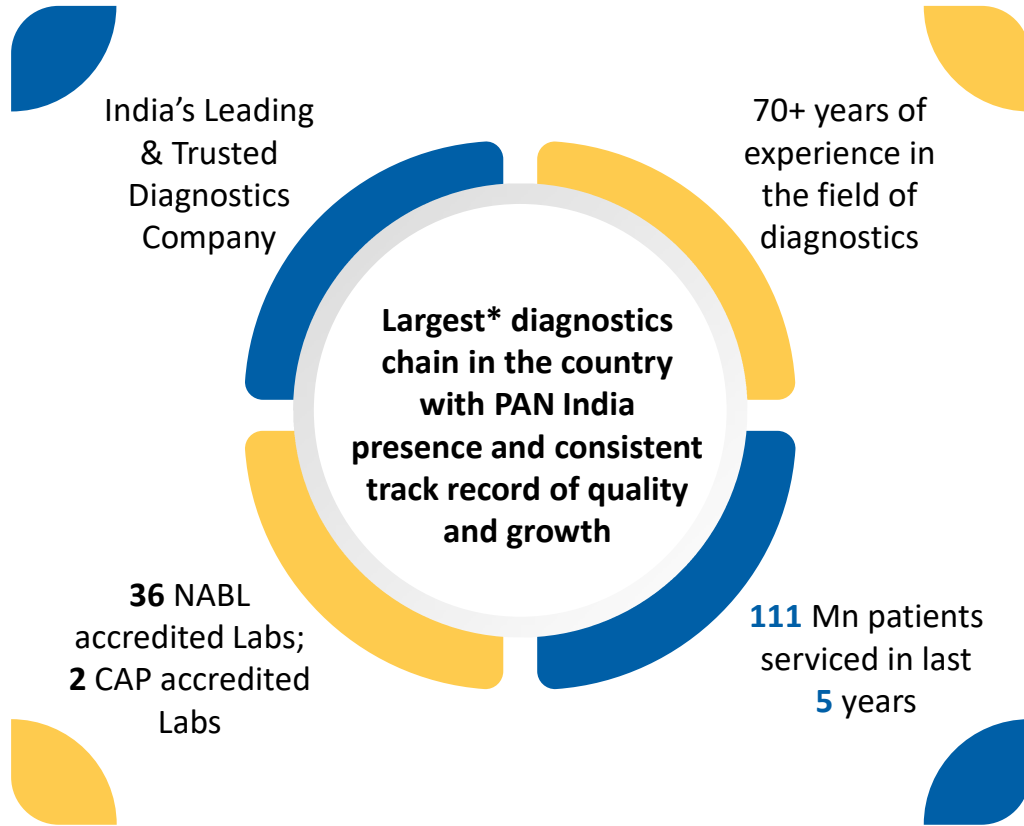 India's Leading
& Trusted
Diagnostics
Company
70+ years of
experience in
the field of
diagnostics
Largest* diagnostics
chain in the country
with PAN India
presence and consistent
track record of quality
and growth
36 NABL
accredited Labs;
2 CAP accredited
Labs
111 Mn patients
serviced in last
5 years